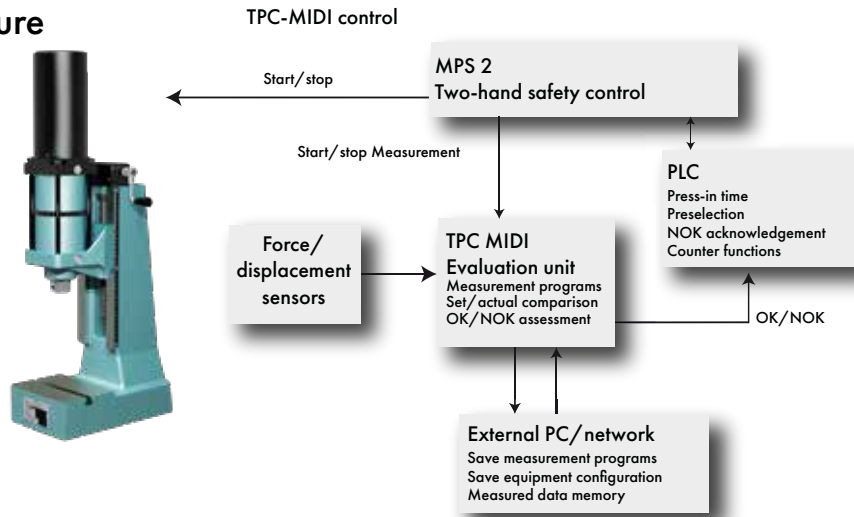 ure
TPC-MIDI control
MPS 2
Two-hand safety control
Start/stop
Start/stop Measurement
PLC
Press-in time
Preselection
NOK acknowledgement
Counter functions
Force/
displacement
sensors
TPC MIDI
Evaluation unit
Measurement programs
Set/actual comparison
OK/NOK assessment
OK/NOK
External PC/network
Save measurement programs
Save equipment configuration
Measured data memory